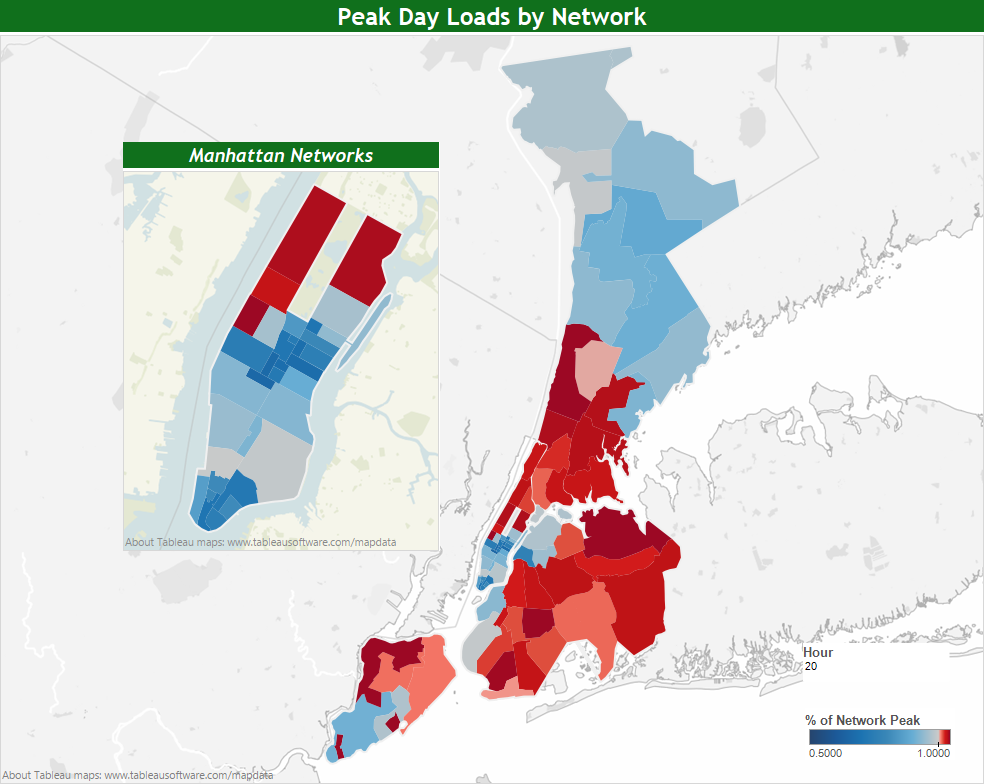 Peak Day Loads by Network
Manhattan Networks
About Tableau maps: www.tableausoftware.com/mapdata
Hour
20
% of Network Peak
0.5000 1.0000
About Tableau maps: www.tableausoftware.com/mapdata